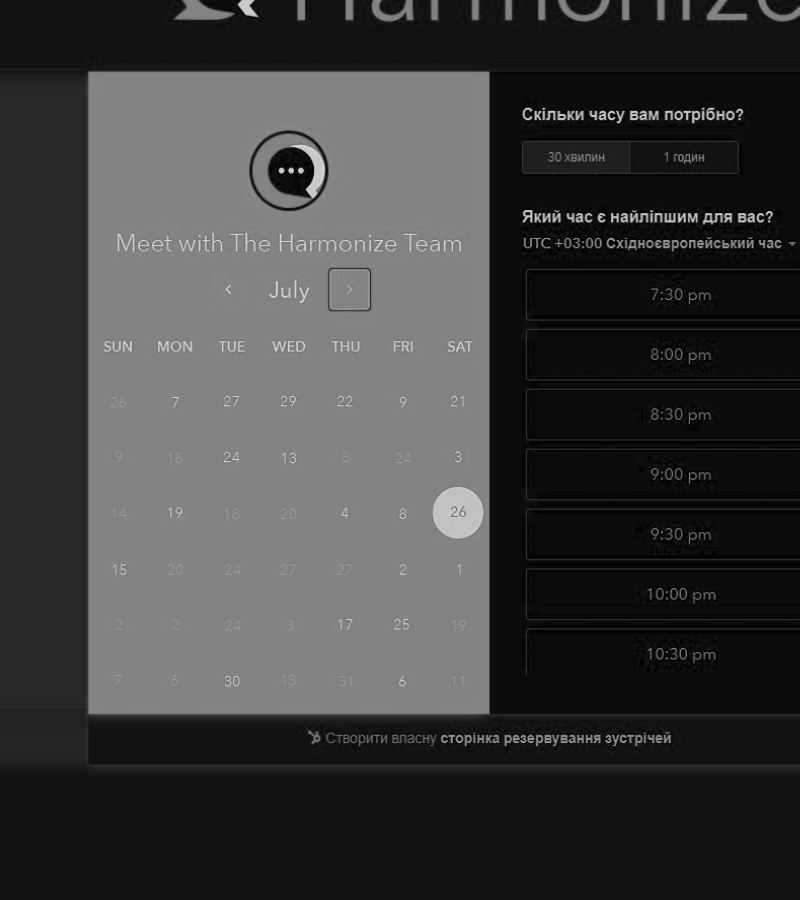 Harmonize
Meet with The Harmonize Team
July
SUN MON TUE WED THU FRI SAT
26 7 27 29 22 9 21
9 18 24 13 8 24 3
14 19 18 20 4 8 26
15 20 24 27 27 2 1
2 2 24 3 17 25 19
7 6 30 13 31 6 11
Скільки часу вам потрібно?
30 хвилин 1 годин
Який час є найліпшим для вас?
UTC +03:00 Східноєвропейський час
7:30 pm
8:00 pm
8:30 pm
9:00 pm
9:30 pm
10:00 pm
10:30 pm
Створити власну сторінка резервування зустрічей